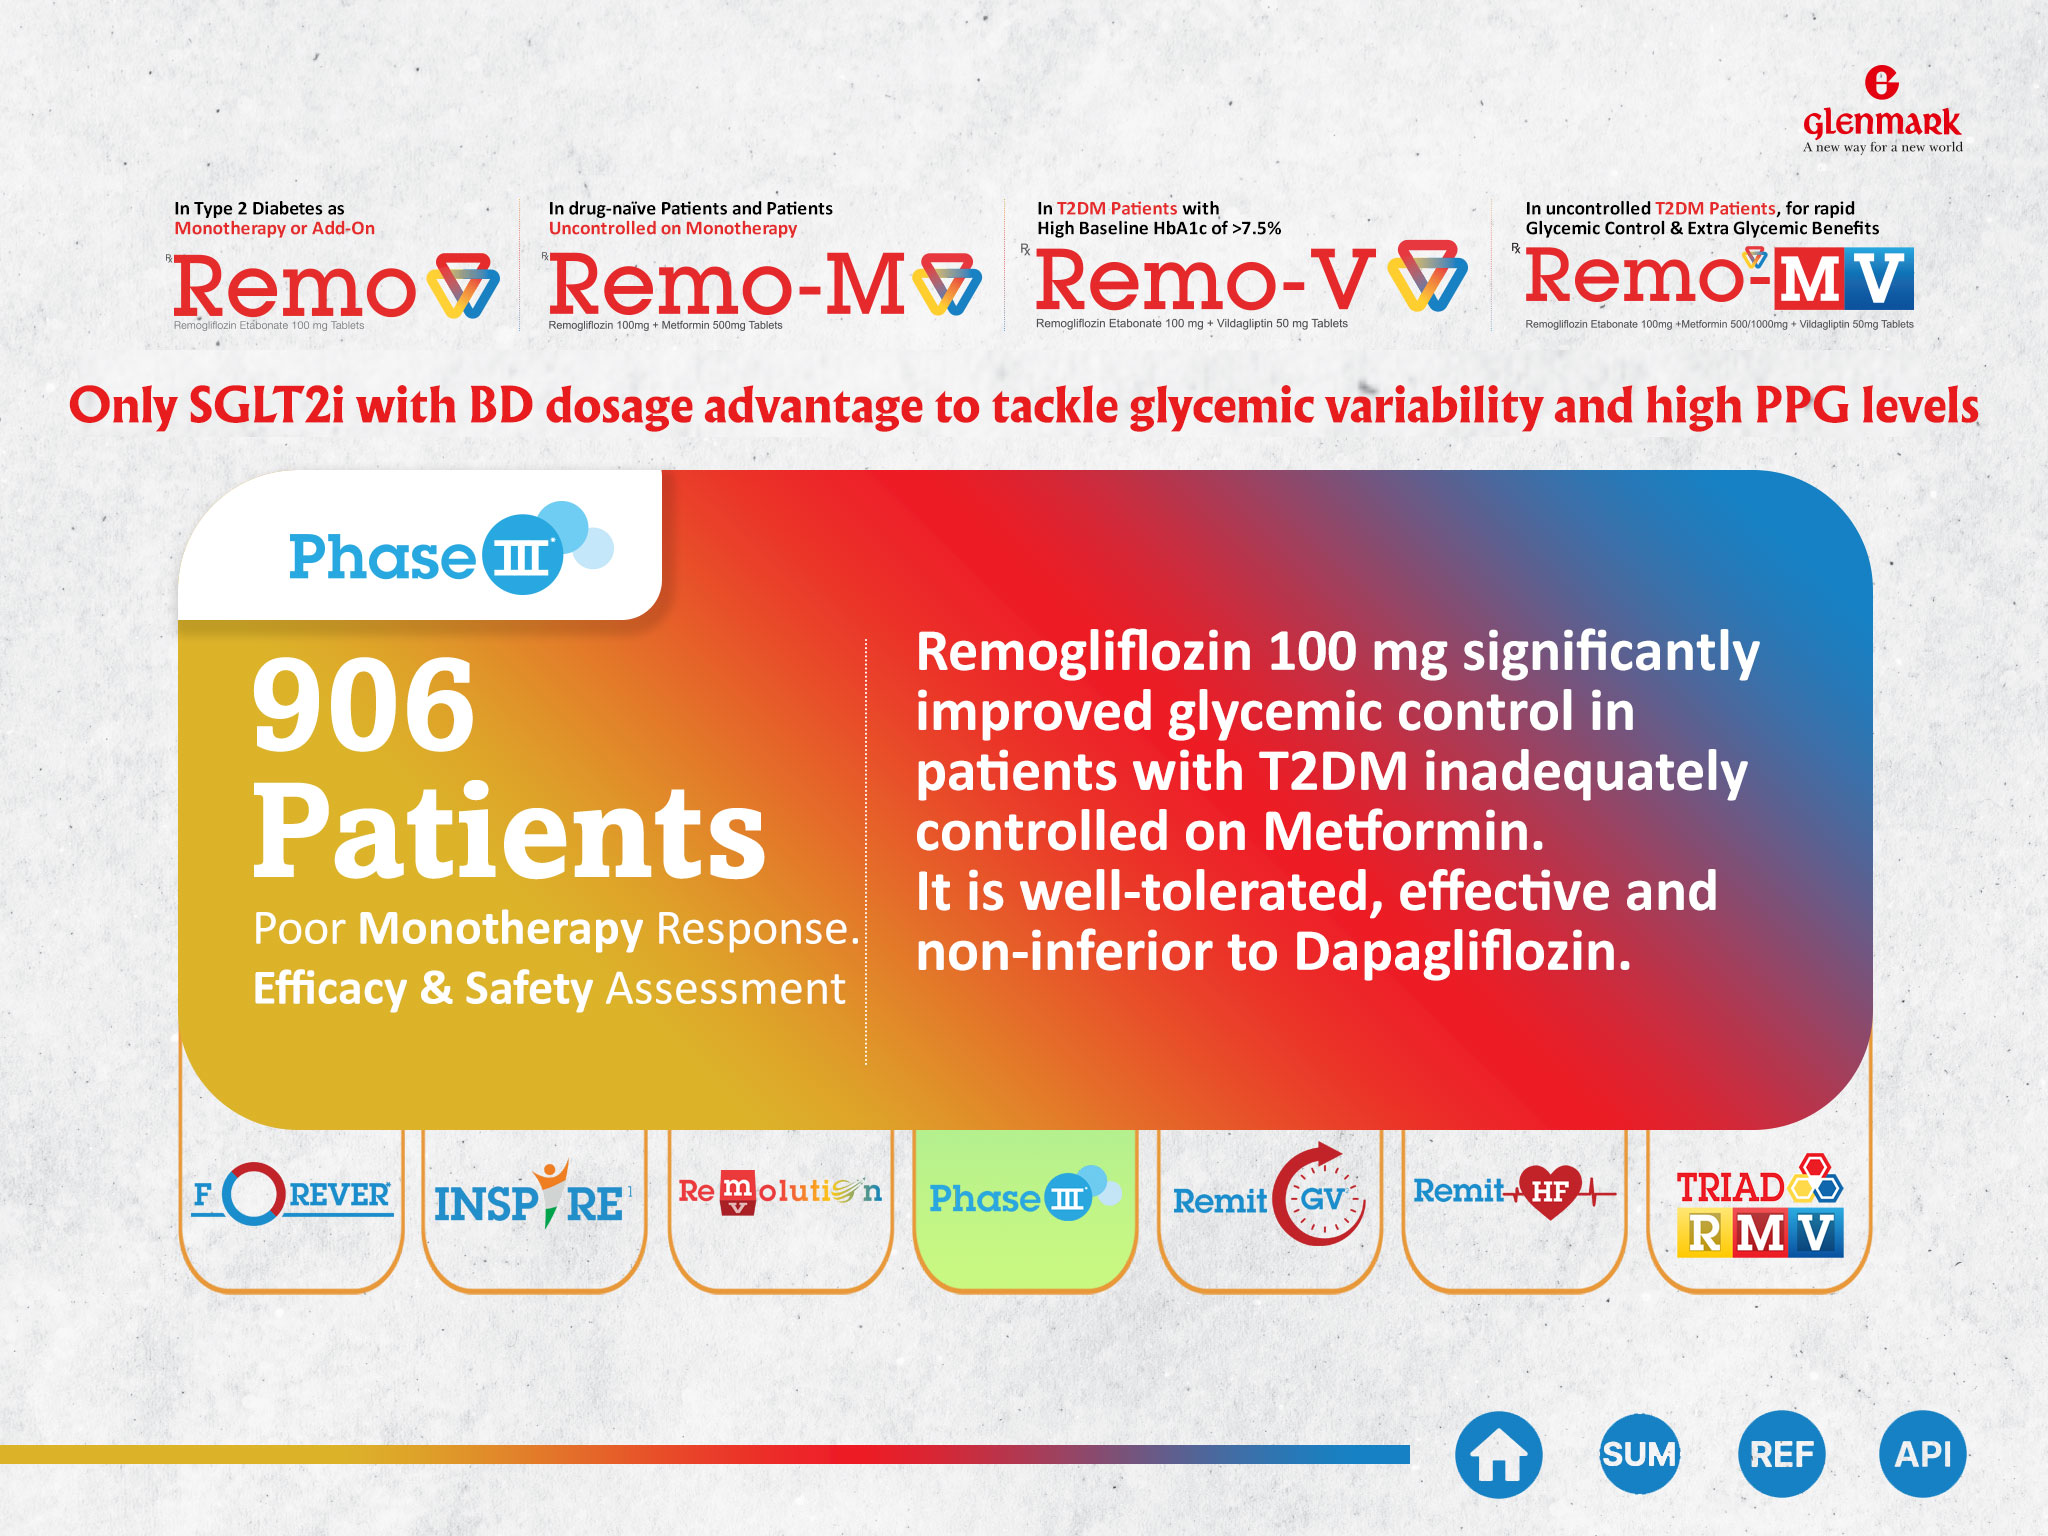 glenmark
A new way for a new world
In Type 2 Diabetes as
Monotherapy or Add-On
Rx Remo
Remogliflozin Etabonate 100 mg Tablets
In drug-naïve Patients and Patients
Uncontrolled on Monotherapy
Rx Remo-M
Remogliflozin 100mg + Metformin 500mg Tablets
In T2DM Patients with
High Baseline HbA1c of >7.5%
Rx Remo-V
Remogliflozin Etabonate 100 mg + Vildagliptin 50 mg Tablets
In uncontrolled T2DM Patients, for rapid
Glycemic Control & Extra Glycemic Benefits
Rx Remo-MV
Remogliflozin Etabonate 100mg +Metformin 500/1000mg + Vildagliptin 50mg Tablets
Only SGLT2i with BD dosage advantage to tackle glycemic variability and high PPG levels
Phase III*
906
Patients
Poor Monotherapy Response.
Efficacy & Safety Assessment
Remogliflozin 100 mg significantly
improved glycemic control in
patients with T2DM inadequately
controlled on Metformin.
It is well-tolerated, effective and
non-inferior to Dapagliflozin.
FOREVER*
INSPIRE1
RemVolution
Phase III*
Remit GV
Remit HF
TRIAD
RMV
SUM
REF
API